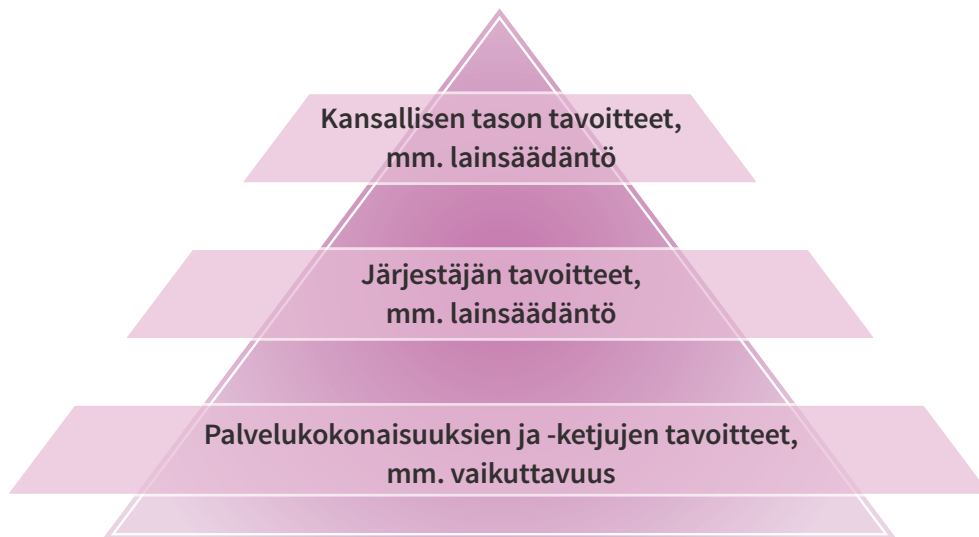 Kansallisen tason tavoitteet,
mm. lainsäädäntö
Järjestäjän tavoitteet,
mm. lainsäädäntö
Palvelukokonaisuuksien ja -ketjujen tavoitteet,
mm. vaikuttavuus